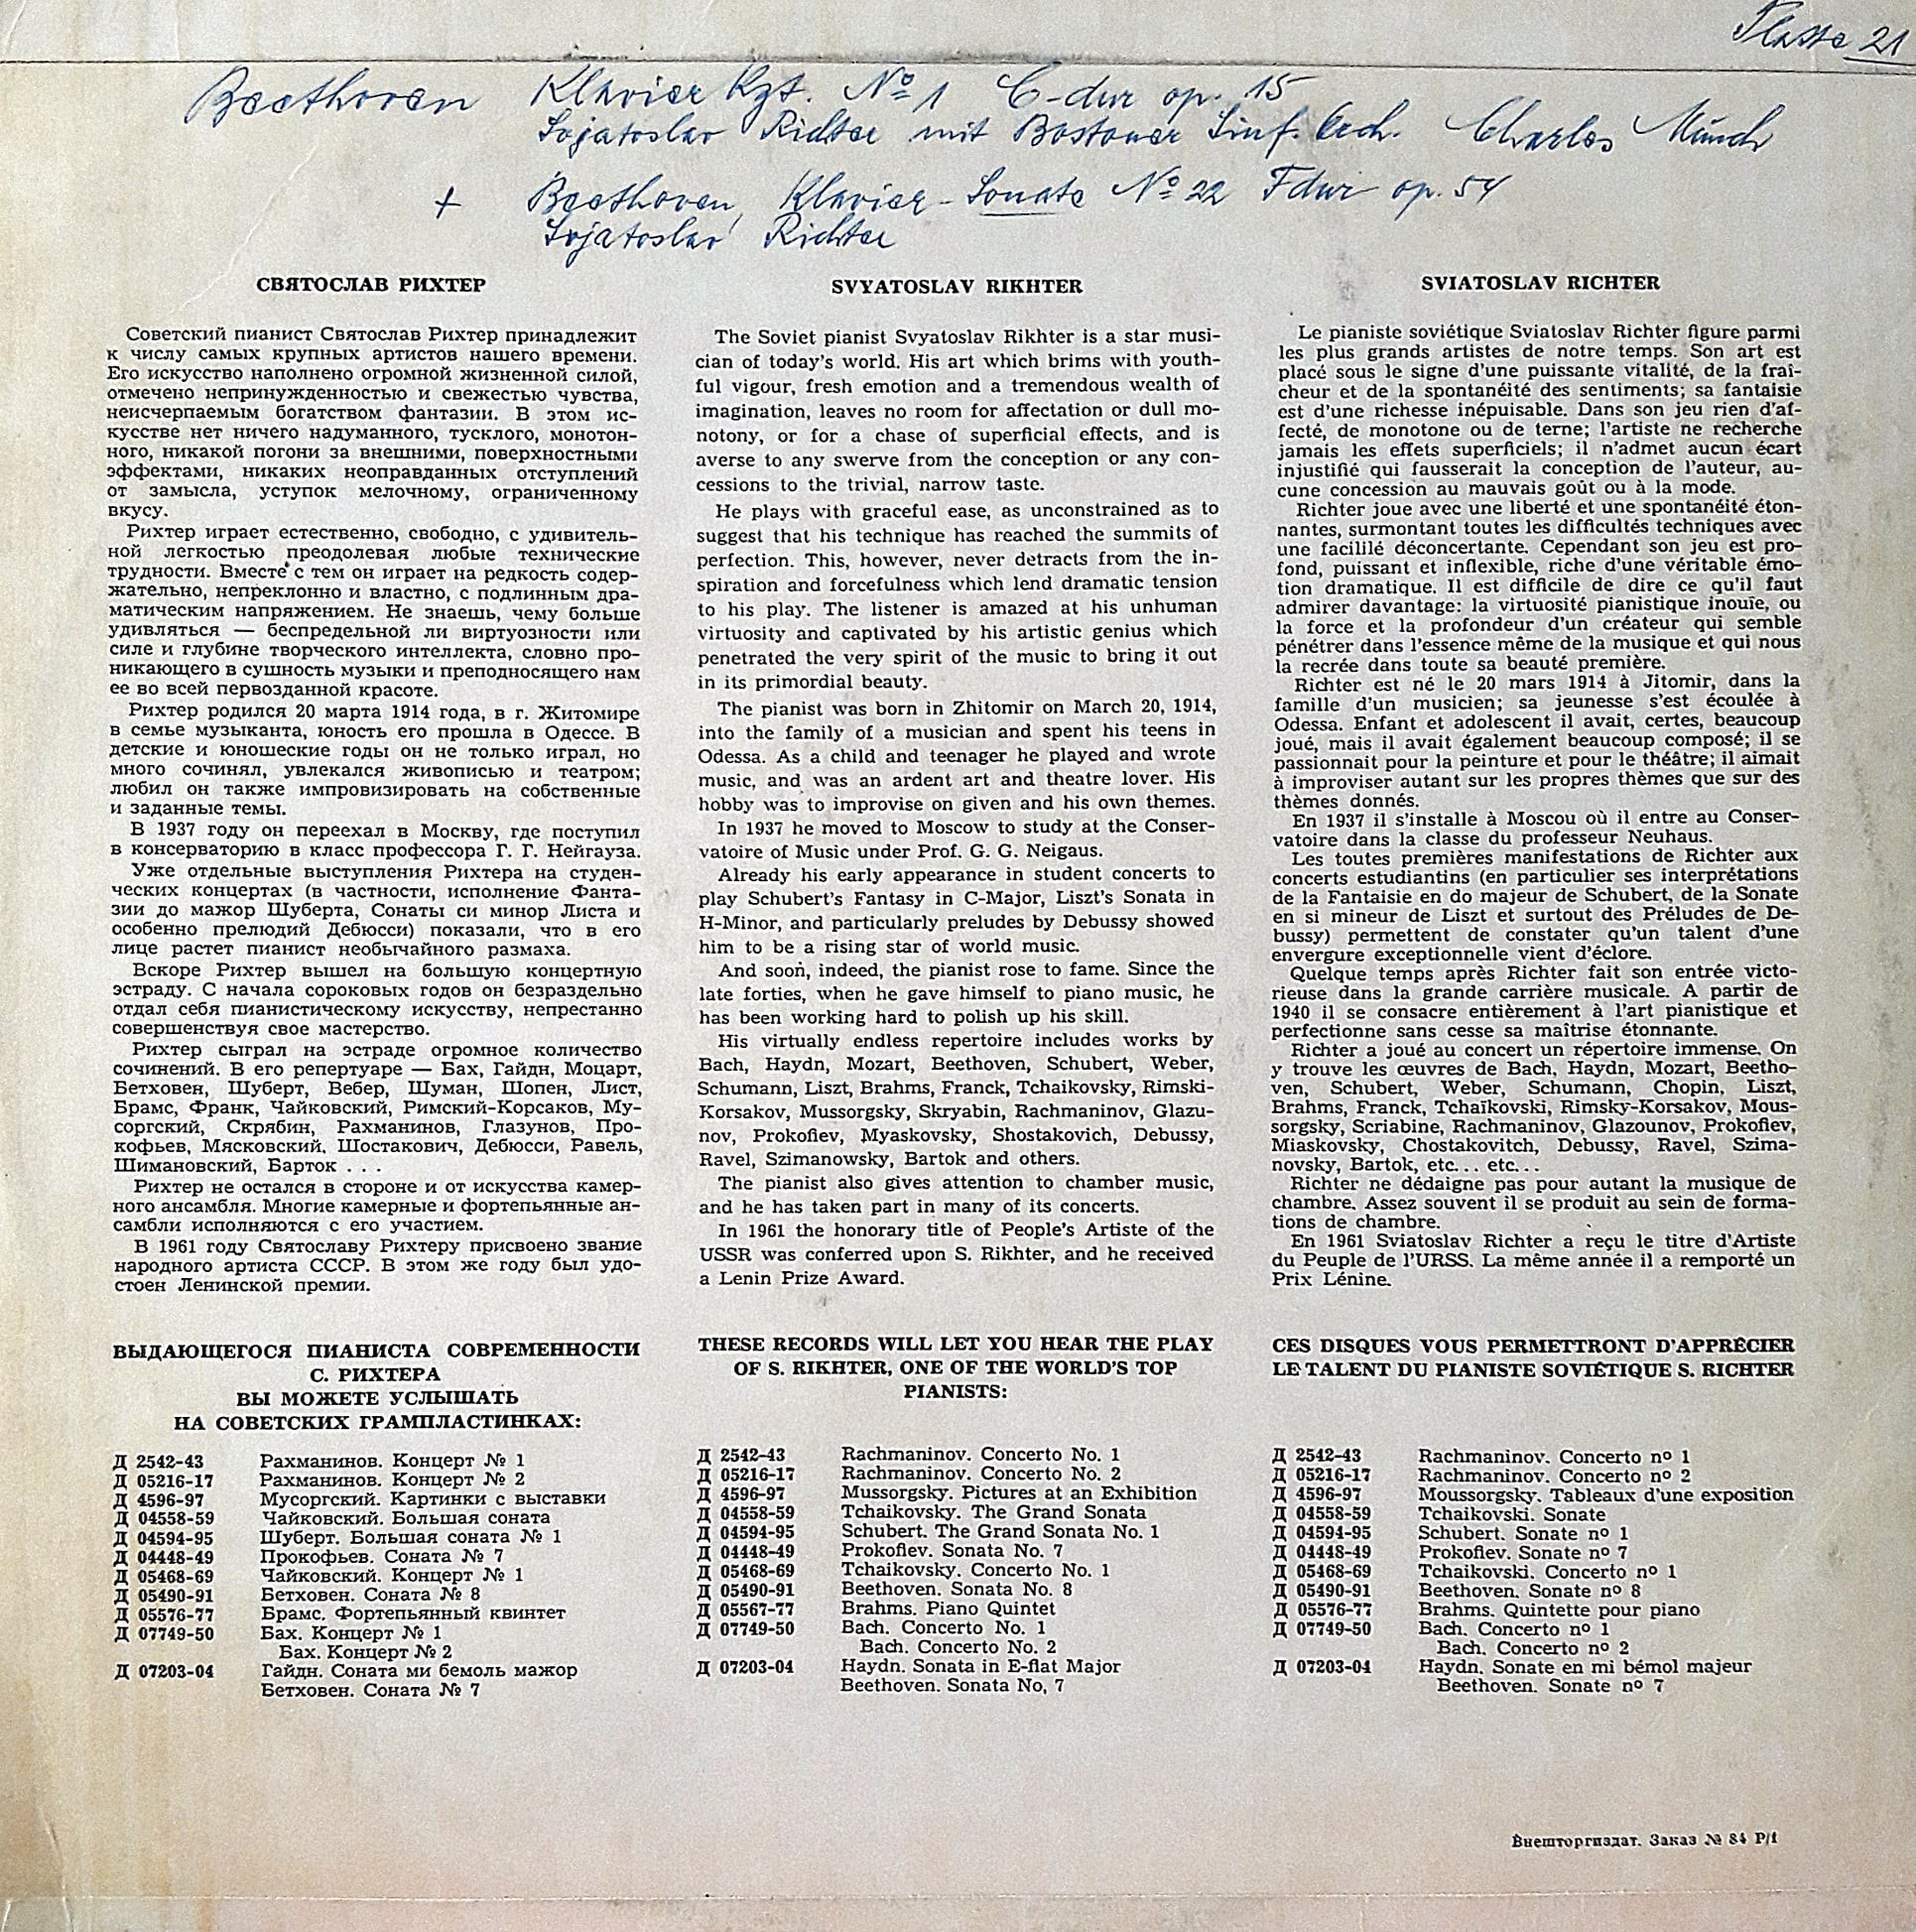 Platte 21
Beethoven Klavier Kzt. № 1 C-dur op. 15
Svjatoslav Richter mit Bostoner Sinf. Orch. Charles Münch
+ Beethoven, Klavier-Sonate № 22 Fdur op. 54
Svjatoslav Richter
СВЯТОСЛАВ РИХТЕР
Советский пианист Святослав Рихтер принадлежит
к числу самых крупных артистов нашего времени.
Его искусство наполнено огромной жизненной силой,
отмечено непринужденностью и свежестью чувства,
неисчерпаемым богатством фантазии. В этом ис-
кусстве нет ничего надуманного, тусклого, монотон-
ного, никакой погони за внешними, поверхностными
эффектами, никаких неоправданных отступлений
от замысла, уступок мелочному, ограниченному
вкусу.
Рихтер играет естественно, свободно, с удивитель-
ной легкостью преодолевая любые технические
трудности. Вместе с тем он играет на редкость содер-
жательно, непреклонно и властно, с подлинным дра-
матическим напряжением. Не знаешь, чему больше
удивляться — беспредельной ли виртуозности или
силе и глубине творческого интеллекта, словно про-
никающего в сущность музыки и преподносящего нам
ее во всей первозданной красоте.
Рихтер родился 20 марта 1914 года, в г. Житомире
в семье музыканта, юность его прошла в Одессе. В
детские и юношеские годы он не только играл, но
много сочинял, увлекался живописью и театром;
любил он также импровизировать на собственные
и заданные темы.
В 1937 году он переехал в Москву, где поступил
в консерваторию в класс профессора Г. Г. Нейгауза.
Уже отдельные выступления Рихтера на студен-
ческих концертах (в частности, исполнение Фанта-
зии до мажор Шуберта, Сонаты си минор Листа и
особенно прелюдий Дебюсси) показали, что в его
лице растет пианист необычайного размаха.
Вскоре Рихтер вышел на большую концертную
эстраду. С начала сороковых годов он безраздельно
отдал себя пианистическому искусству, непрестанно
совершенствуя свое мастерство.
Рихтер сыграл на эстраде огромное количество
сочинений. В его репертуаре — Бах, Гайдн, Моцарт,
Бетховен, Шуберт, Вебер, Шуман, Шопен, Лист,
Брамс, Франк, Чайковский, Римский-Корсаков, Му-
соргский, Скрябин, Рахманинов, Глазунов, Про-
кофьев, Мясковский, Шостакович, Дебюсси, Равель,
Шимановский, Барток . . .
Рихтер не остался в стороне и от искусства камер-
ного ансамбля. Многие камерные и фортепьянные ан-
самбли исполняются с его участием.
В 1961 году Святославу Рихтеру присвоено звание
народного артиста СССР. В этом же году был удо-
стоен Ленинской премии.
ВЫДАЮЩЕГОСЯ ПИАНИСТА СОВРЕМЕННОСТИ
С. РИХТЕРА
ВЫ МОЖЕТЕ УСЛЫШАТЬ
НА СОВЕТСКИХ ГРАМПЛАСТИНКАХ:
Д 2542-43 Рахманинов. Концерт № 1
Д 05216-17 Рахманинов. Концерт № 2
Д 4596-97 Мусоргский. Картинки с выставки
Д 04558-59 Чайковский. Большая соната
Д 04594-95 Шуберт. Большая соната № 1
Д 04448-49 Прокофьев. Соната № 7
Д 05468-69 Чайковский. Концерт № 1
Д 05490-91 Бетховен. Соната № 8
Д 05576-77 Брамс. Фортепьянный квинтет
Д 07749-50 Бах. Концерт № 1
Бах. Концерт № 2
Д 07203-04 Гайдн. Соната ми бемоль мажор
Бетховен. Соната № 7
SVYATOSLAV RIKHTER
The Soviet pianist Svyatoslav Rikhter is a star musi-
cian of today's world. His art which brims with youth-
ful vigour, fresh emotion and a tremendous wealth of
imagination, leaves no room for affectation or dull mo-
notony, or for a chase of superficial effects, and is
averse to any swerve from the conception or any con-
cessions to the trivial, narrow taste.
He plays with graceful ease, as unconstrained as to
suggest that his technique has reached the summits of
perfection. This, however, never detracts from the in-
spiration and forcefulness which lend dramatic tension
to his play. The listener is amazed at his unhuman
virtuosity and captivated by his artistic genius which
penetrated the very spirit of the music to bring it out
in its primordial beauty.
The pianist was born in Zhitomir on March 20, 1914,
into the family of a musician and spent his teens in
Odessa. As a child and teenager he played and wrote
music, and was an ardent art and theatre lover. His
hobby was to improvise on given and his own themes.
In 1937 he moved to Moscow to study at the Conser-
vatoire of Music under Prof. G. G. Neigaus.
Already his early appearance in student concerts to
play Schubert's Fantasy in C-Major, Liszt's Sonata in
H-Minor, and particularly preludes by Debussy showed
him to be a rising star of world music.
And soon, indeed, the pianist rose to fame. Since the
late forties, when he gave himself to piano music, he
has been working hard to polish up his skill.
His virtually endless repertoire includes works by
Bach, Haydn, Mozart, Beethoven, Schubert, Weber,
Schumann, Liszt, Brahms, Franck, Tchaikovsky, Rimski-
Korsakov, Mussorgsky, Skryabin, Rachmaninov, Glazu-
nov, Prokofiev, Myaskovsky, Shostakovich, Debussy,
Ravel, Szimanowsky, Bartok and others.
The pianist also gives attention to chamber music,
and he has taken part in many of its concerts.
In 1961 the honorary title of People's Artiste of the
USSR was conferred upon S. Rikhter, and he received
a Lenin Prize Award.
THESE RECORDS WILL LET YOU HEAR THE PLAY
OF S. RIKHTER, ONE OF THE WORLD'S TOP
PIANISTS:
Д 2542-43 Rachmaninov. Concerto No. 1
Д 05216-17 Rachmaninov. Concerto No. 2
Д 4596-97 Mussorgsky. Pictures at an Exhibition
Д 04558-59 Tchaikovsky. The Grand Sonata
Д 04594-95 Schubert. The Grand Sonata No. 1
Д 04448-49 Prokofiev. Sonata No. 7
Д 05468-69 Tchaikovsky. Concerto No. 1
Д 05490-91 Beethoven. Sonata No. 8
Д 05567-77 Brahms. Piano Quintet
Д 07749-50 Bach. Concerto No. 1
Bach. Concerto No. 2
Д 07203-04 Haydn. Sonata in E-flat Major
Beethoven. Sonata No, 7
SVIATOSLAV RICHTER
Le pianiste soviétique Sviatoslav Richter figure parmi
les plus grands artistes de notre temps. Son art est
placé sous le signe d'une puissante vitalité, de la fraî-
cheur et de la spontanéité des sentiments; sa fantaisie
est d'une richesse inépuisable. Dans son jeu rien d'af-
fecté, de monotone ou de terne; l'artiste ne recherche
jamais les effets superficiels; il n'admet aucun écart
injustifié qui fausserait la conception de l'auteur, au-
cune concession au mauvais goût ou à la mode.
Richter joue avec une liberté et une spontanéité éton-
nantes, surmontant toutes les difficultés techniques avec
une facililé déconcertante. Cependant son jeu est pro-
fond, puissant et inflexible, riche d'une véritable émo-
tion dramatique. Il est difficile de dire ce qu'il faut
admirer davantage: la virtuosité pianistique inouïe, ou
la force et la profondeur d'un créateur qui semble
pénétrer dans l'essence même de la musique et qui nous
la recrée dans toute sa beauté première.
Richter est né le 20 mars 1914 à Jitomir, dans la
famille d'un musicien; sa jeunesse s'est écoulée à
Odessa. Enfant et adolescent il avait, certes, beaucoup
joué, mais il avait également beaucoup composé; il se
passionnait pour la peinture et pour le théâtre; il aimait
à improviser autant sur les propres thèmes que sur des
thèmes donnés.
En 1937 il s'installe à Moscou où il entre au Conser-
vatoire dans la classe du professeur Neuhaus.
Les toutes premières manifestations de Richter aux
concerts estudiantins (en particulier ses interprétations
de la Fantaisie en do majeur de Schubert, de la Sonate
en si mineur de Liszt et surtout des Préludes de De-
bussy) permettent de constater qu'un talent d'une
envergure exceptionnelle vient d'éclore.
Quelque temps après Richter fait son entrée victo-
rieuse dans la grande carrière musicale. A partir de
1940 il se consacre entièrement à l'art pianistique et
perfectionne sans cesse sa maîtrise étonnante.
Richter a joué au concert un répertoire immense. On
y trouve les œuvres de Bach, Haydn, Mozart, Beetho-
ven, Schubert, Weber, Schumann, Chopin, Liszt,
Brahms, Franck, Tchaïkovski, Rimsky-Korsakov, Mous-
sorgsky, Scriabine, Rachmaninov, Glazounov, Prokofiev,
Miaskovsky, Chostakovitch, Debussy, Ravel, Szima-
novsky, Bartok, etc... etc...
Richter ne dédaigne pas pour autant la musique de
chambre. Assez souvent il se produit au sein de forma-
tions de chambre.
En 1961 Sviatoslav Richter a reçu le titre d'Artiste
du Peuple de l'URSS. La même année il a remporté un
Prix Lénine.
CES DISQUES VOUS PERMETTRONT D'APPRÊCIER
LE TALENT DU PIANISTE SOVIÉTIQUE S. RICHTER
Д 2542-43 Rachmaninov. Concerto nº 1
Д 05216-17 Rachmaninov. Concerto nº 2
Д 4596-97 Moussorgsky. Tableaux d'une exposition
Д 04558-59 Tchaikovski. Sonate
Д 04594-95 Schubert. Sonate nº 1
Д 04448-49 Prokofiev. Sonate nº 7
Д 05468-69 Tchaikovski. Concerto nº 1
Д 05490-91 Beethoven. Sonate nº 8
Д 05576-77 Brahms. Quintette pour piano
Д 07749-50 Bach. Concerto nº 1
Bach. Concerto nº 2
Д 07203-04 Haydn. Sonate en mi bémol majeur
Beethoven. Sonate nº 7
Внешторгиздат. Заказ № 84 Р/f